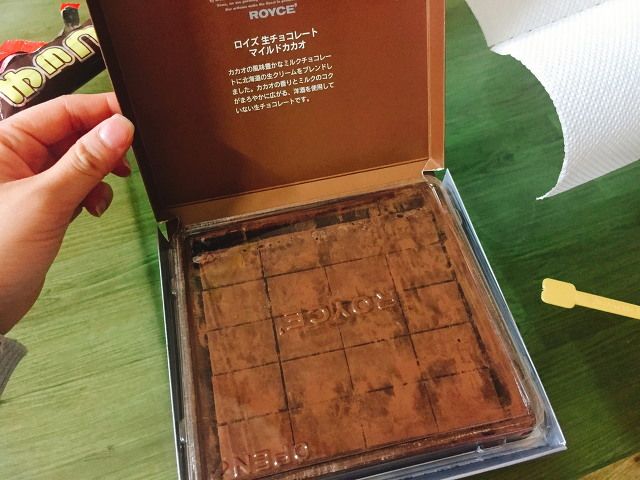 ROYCE'
ロイズ 生チョコレート
マイルドカカオ
カカオの風味豊かなミルクチョコレー
トに北海道の生クリームをブレンドし
ました。カカオの香りとミルクのコク
がまろやかに広がる、洋酒を使用して
いない生チョコレートです。
ROYCE'
OPEN